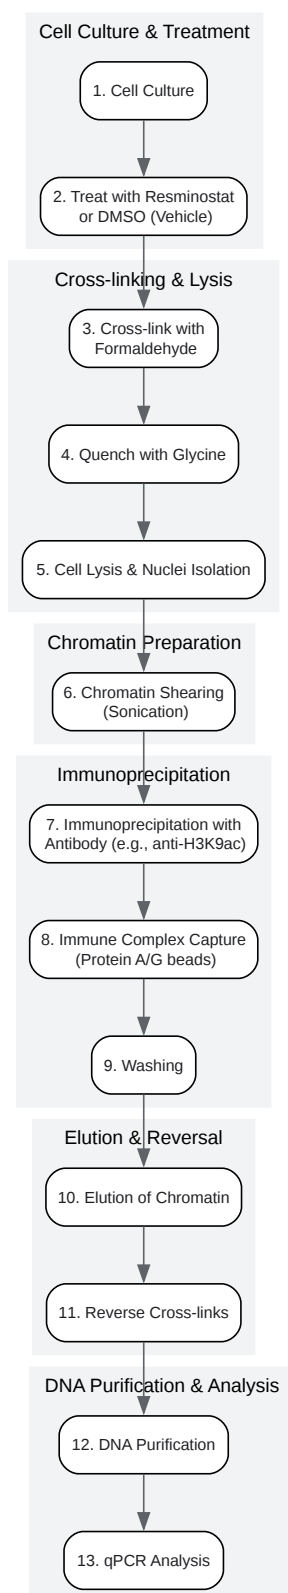 Cell Culture & Treatment
1. Cell Culture
2. Treat with Resminostat
or DMSO (Vehicle)
Cross-linking & Lysis
3. Cross-link with
Formaldehyde
4. Quench with Glycine
5. Cell Lysis & Nuclei Isolation
Chromatin Preparation
6. Chromatin Shearing
(Sonication)
Immunoprecipitation
7. Immunoprecipitation with
Antibody (e.g., anti-H3K9ac)
8. Immune Complex Capture
(Protein A/G beads)
9. Washing
Elution & Reversal
10. Elution of Chromatin
11. Reverse Cross-links
DNA Purification & Analysis
12. DNA Purification
13. qPCR Analysis